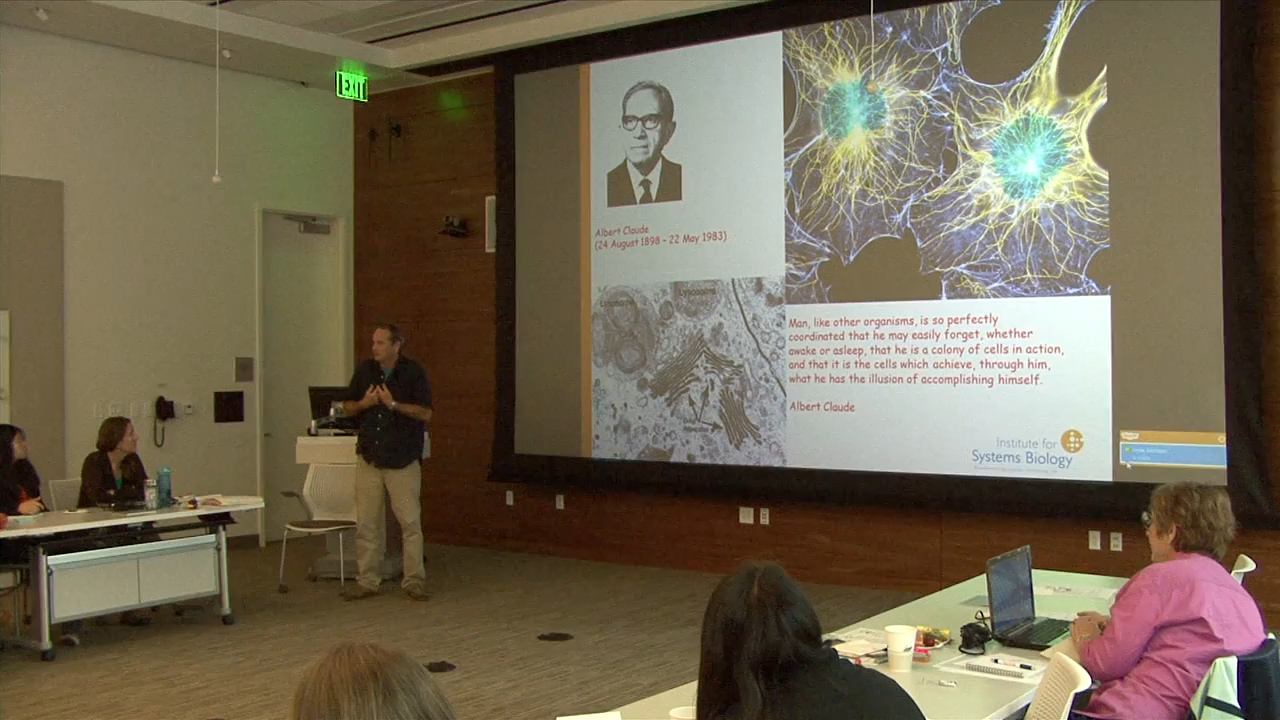 EXIT
Albert Claude
(24 August 1898 – 22 May 1983)
Man, like other organisms, is so perfectly
coordinated that he may easily forget, whether
awake or asleep, that he is a colony of cells in action,
and that it is the cells which achieve, through him,
what he has the illusion of accomplishing himself.
Albert Claude
Institute for
Systems Biology